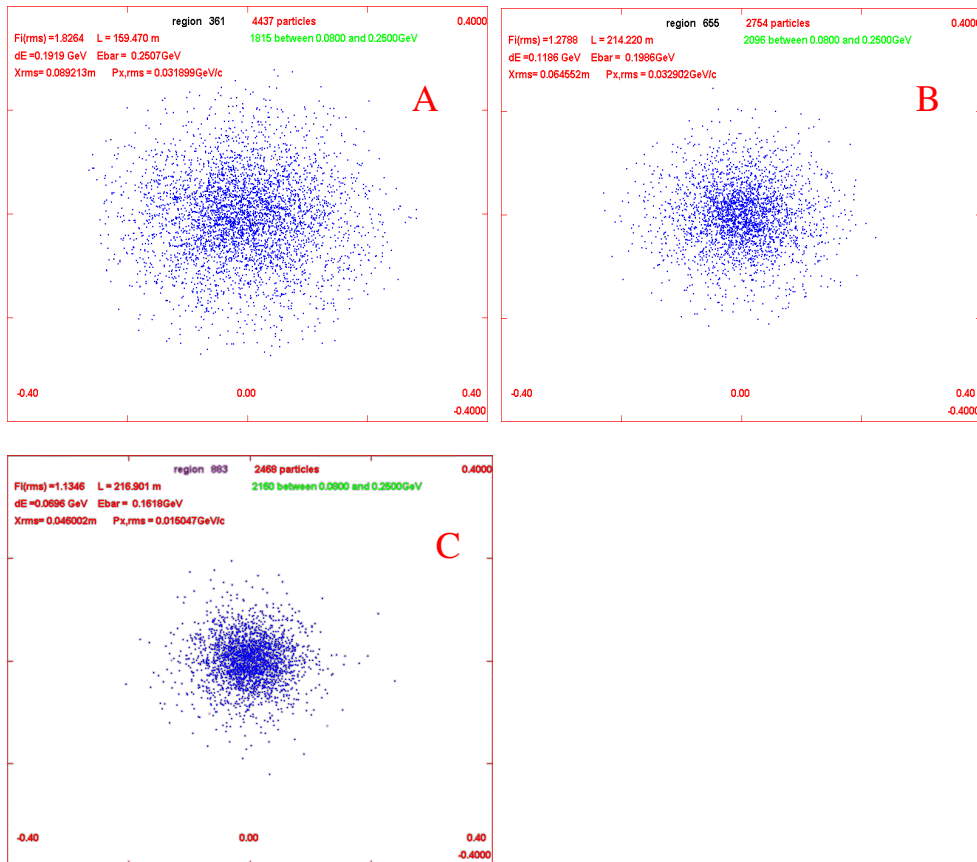 region 361 4437 particles 0.4000
Fi(rms) =1.8264 L = 159.470 m 1815 between 0.0800 and 0.2500GeV
dE =0.1919 GeV Ebar = 0.2507GeV
Xrms= 0.089213m Px,rms = 0.031899GeV/c
A
-0.40 0.00 0.40
-0.4000
region 655 2754 particles 0.4000
Fi(rms) =1.2788 L = 214.220 m 2096 between 0.0800 and 0.2500GeV
dE =0.1186 GeV Ebar = 0.1986GeV
Xrms= 0.064552m Px,rms = 0.032902GeV/c
B
-0.40 0.00 0.40
-0.4000
region 883 2468 particles 0.4000
Fi(rms) =1.1346 L = 216.901 m 2160 between 0.0800 and 0.2500GeV
dE =0.0696 GeV Ebar = 0.1618GeV
Xrms= 0.046002m Px,rms = 0.015047GeV/c
C
-0.40 0.00 0.40
-0.4000